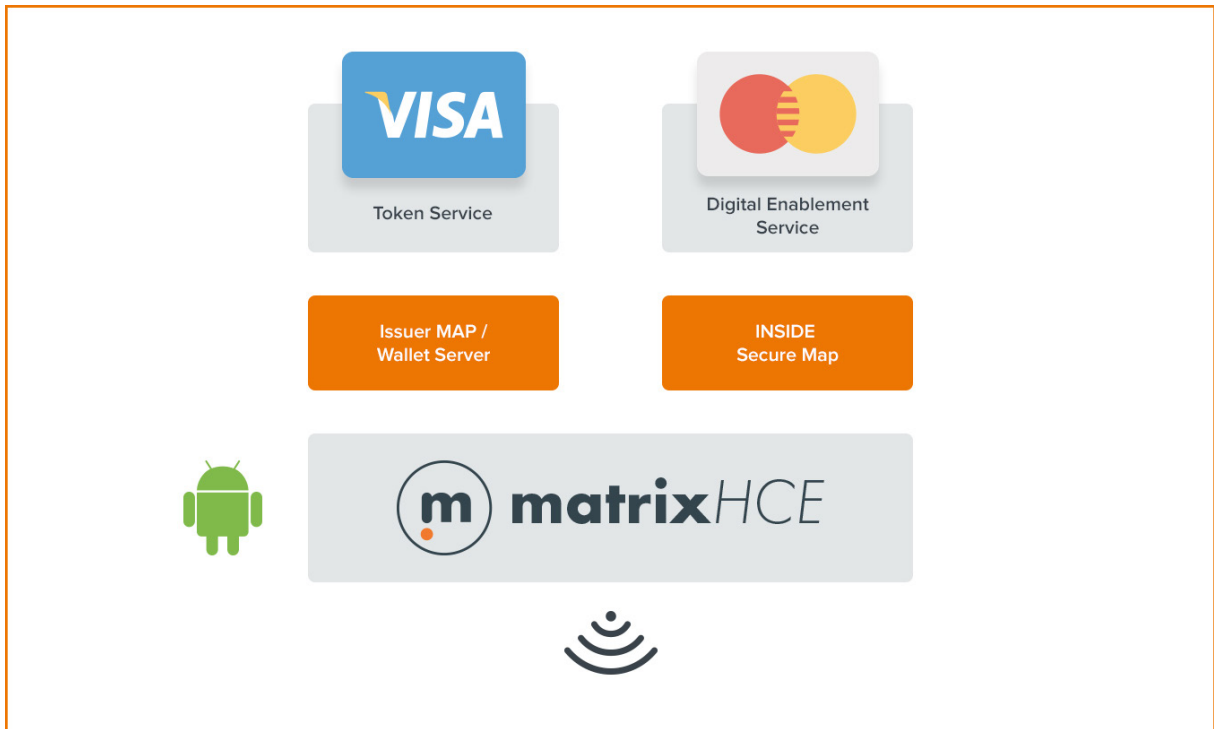 VISA
Token Service
Digital Enablement
Service
Issuer MAP /
Wallet Server
INSIDE
Secure Map
m matrixHCE